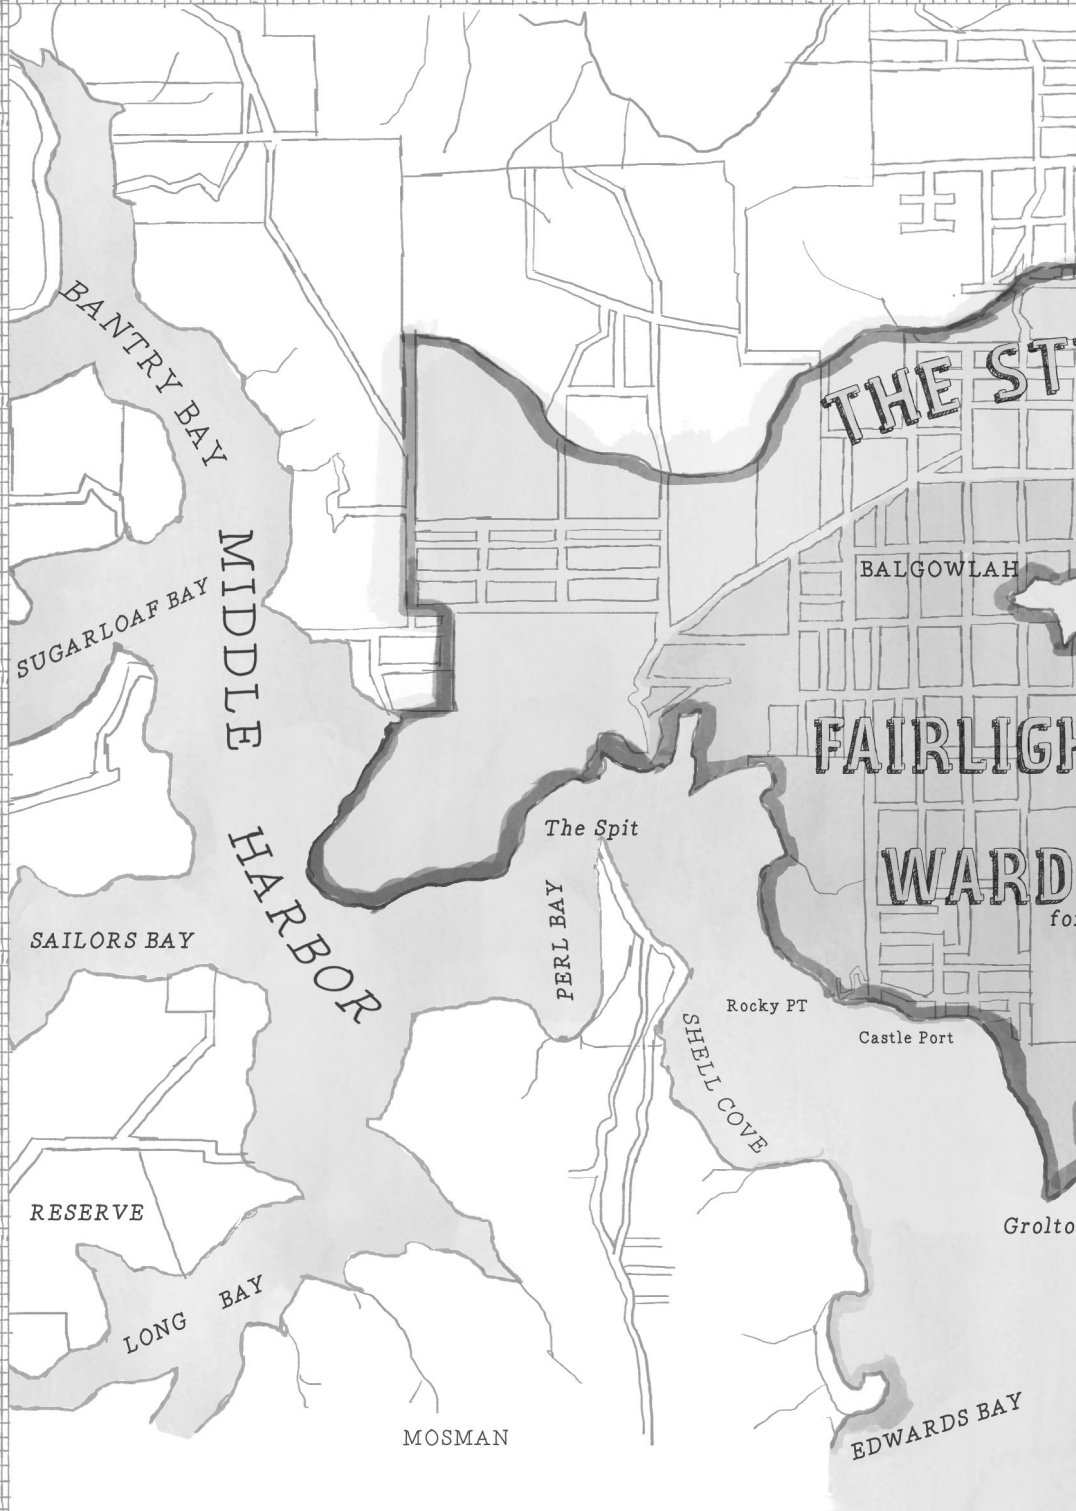 BANTRY BAY
THE ST
MIDDLE
BALGOWLAH
SUGARLOAF BAY
FAIRLIGH
The Spit
HARBOR
WARD
fo
PERL BAY
SAILORS BAY
Rocky PT
SHELL COVE
Castle Port
RESERVE
Grolto
LONG BAY
EDWARDS BAY
MOSMAN